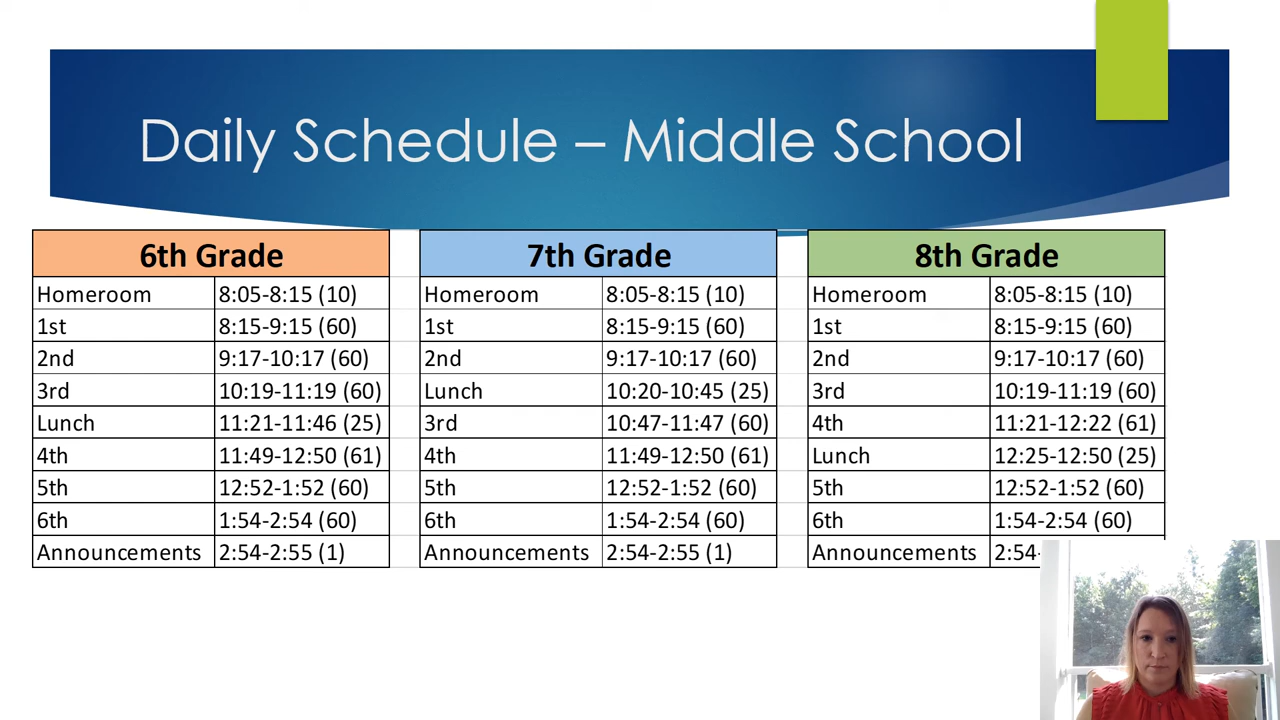 Daily Schedule – Middle School
6th Grade
Homeroom 8:05-8:15 (10)
1st 8:15-9:15 (60)
2nd 9:17-10:17 (60)
3rd 10:19-11:19 (60)
Lunch 11:21-11:46 (25)
4th 11:49-12:50 (61)
5th 12:52-1:52 (60)
6th 1:54-2:54 (60)
Announcements 2:54-2:55 (1)
7th Grade
Homeroom 8:05-8:15 (10)
1st 8:15-9:15 (60)
2nd 9:17-10:17 (60)
Lunch 10:20-10:45 (25)
3rd 10:47-11:47 (60)
4th 11:49-12:50 (61)
5th 12:52-1:52 (60)
6th 1:54-2:54 (60)
Announcements 2:54-2:55 (1)
8th Grade
Homeroom 8:05-8:15 (10)
1st 8:15-9:15 (60)
2nd 9:17-10:17 (60)
3rd 10:19-11:19 (60)
4th 11:21-12:22 (61)
Lunch 12:25-12:50 (25)
5th 12:52-1:52 (60)
6th 1:54-2:54 (60)
Announcements 2:54-